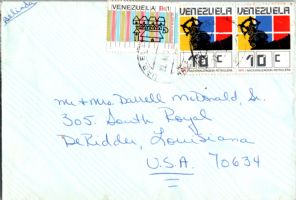 VENEZUELA
VENEZUELA VENEZUELA
10 c 10 c
Mr & Mrs. Darrell McDonald, Sr.
305 South Royal
DeRidder, Louisiana
U.S.A. 70634